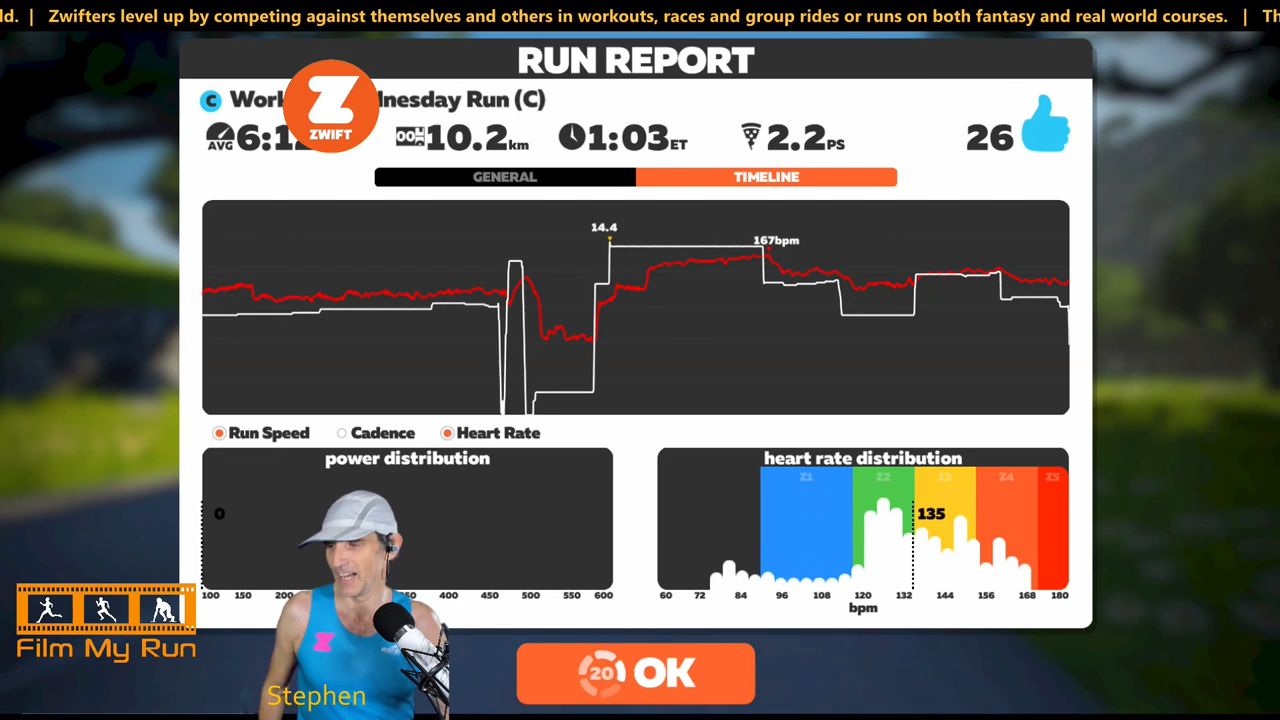 ld. | Zwifters level up by competing against themselves and others in workouts, races and group rides or runs on both fantasy and real world courses. | Th
RUN REPORT
C Work nesday Run (C)
ZWIFT
AVG 6:1 10.2km 1:03ET 2.2PS 26
GENERAL TIMELINE
14.4
167bpm
Run Speed Cadence Heart Rate
power distribution heart rate distribution
Z1 Z2 Z3 Z4 Z5
0 135
100 150 200 350 400 450 500 550 600 60 72 84 96 108 120 132 144 156 168 180
bpm
Film My Run
20 OK
Stephen